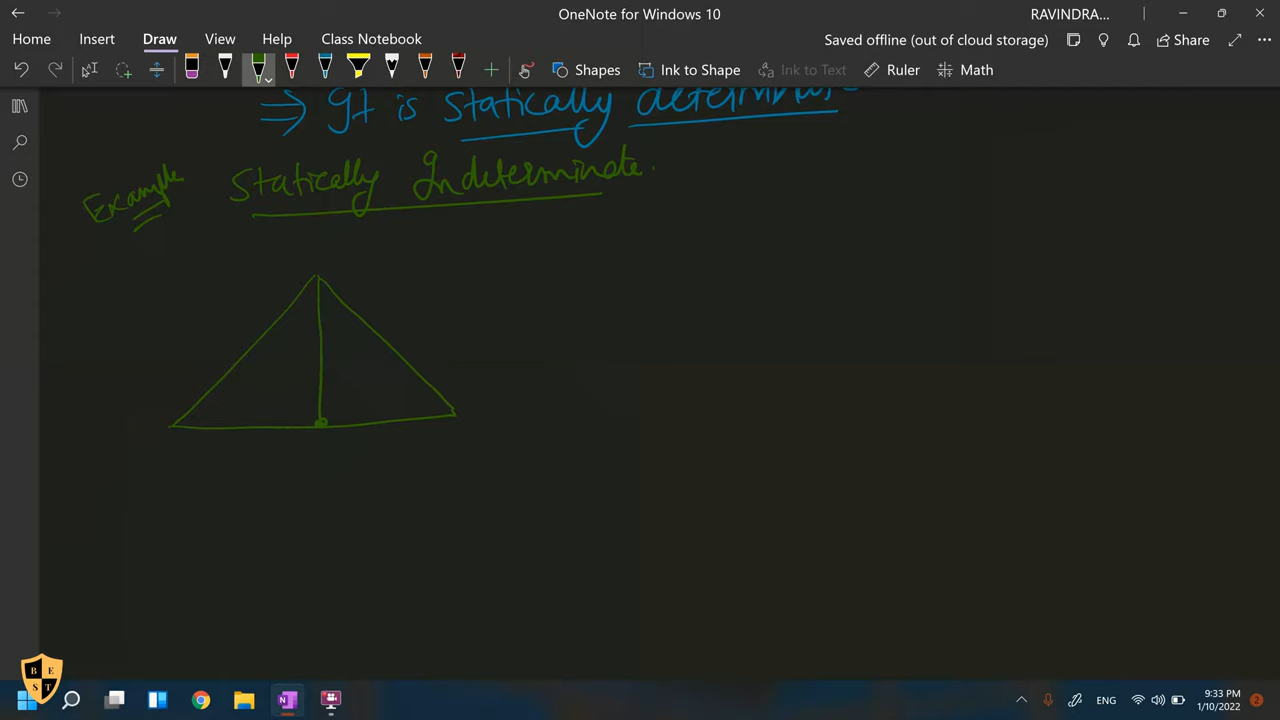 OneNote for Windows 10
RAVINDRA...
Home Insert Draw View Help Class Notebook
Saved offline (out of cloud storage)
Share
Shapes
Ink to Shape
Ink to Text
Ruler
Math
⇒ It is statically determinate
Example Statically Indeterminate.
B E
S T
ENG
9:33 PM
1/10/2022
2